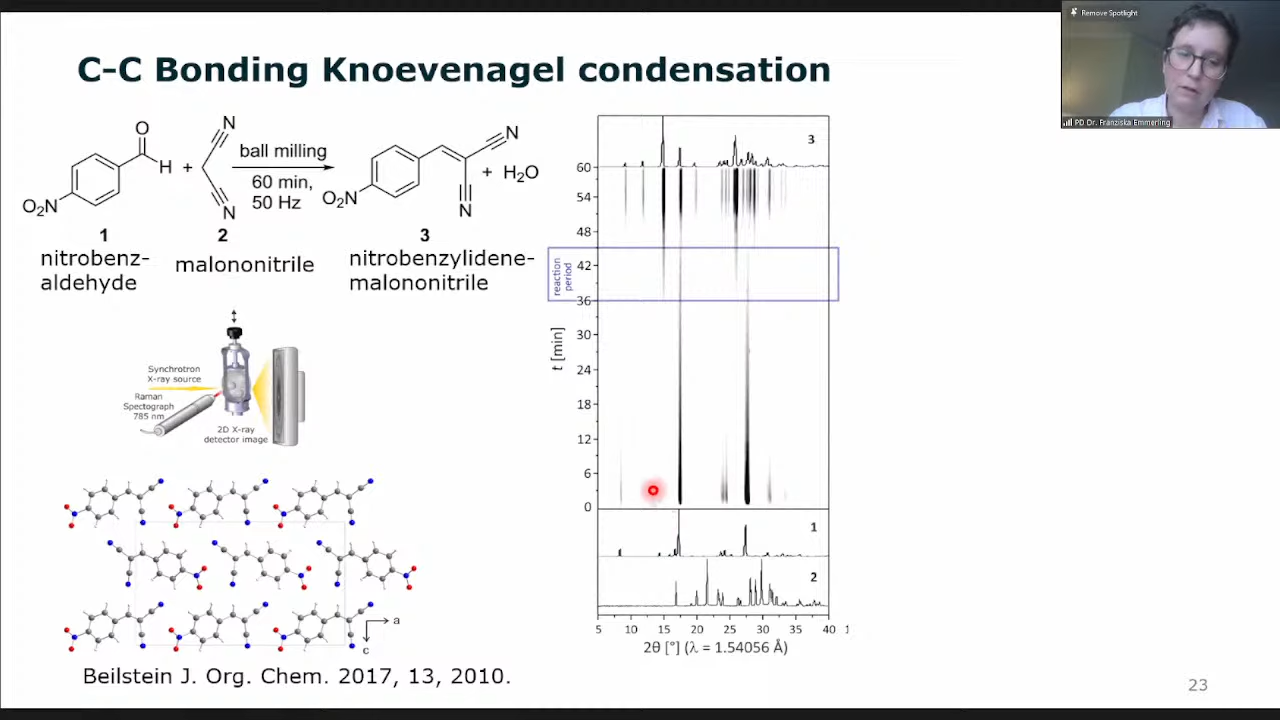 Remove Spotlight
PD Dr. Franziska Emmerling
C-C Bonding Knoevenagel condensation
O
H
O₂N
1
nitrobenz-
aldehyde
+
N
N
2
malononitrile
ball milling
60 min,
50 Hz
N
N
O₂N
3
nitrobenzylidene-
malononitrile
+ H₂O
Synchrotron
X-ray source
Raman
Spectrograph
785 nm
2D X-ray
detector image
a
c
Beilstein J. Org. Chem. 2017, 13, 2010.
3
60
54
48
42
36
30
24
18
12
6
0
reaction
period
t [min]
1
2
5 10 15 20 25 30 35 40
2θ [°] (λ = 1.54056 Å)
23